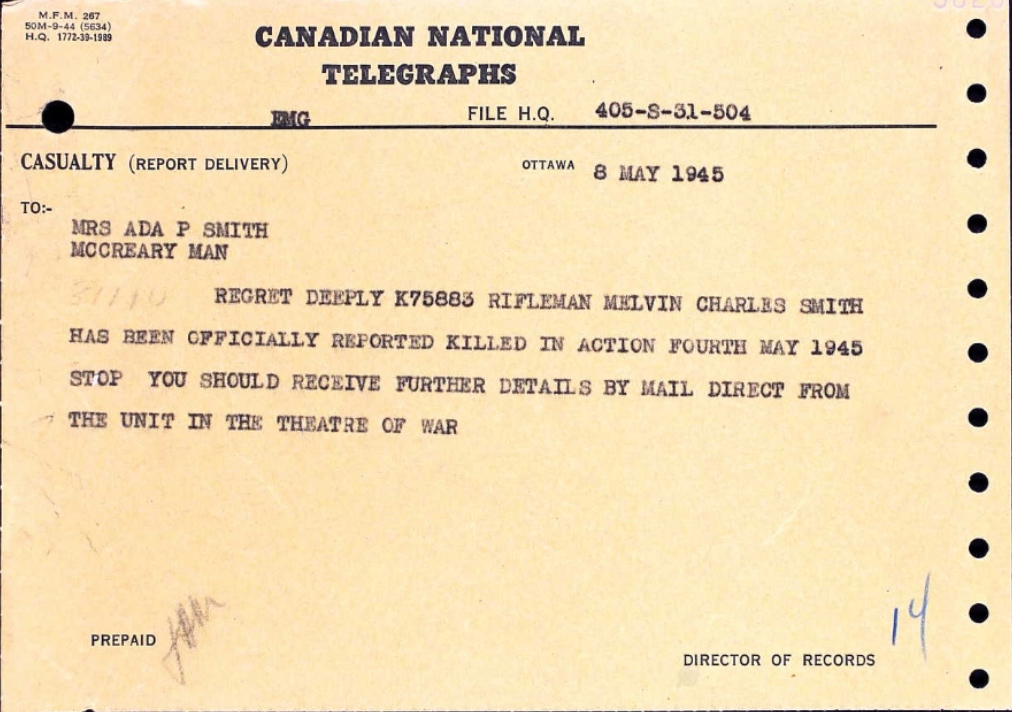 M.F.M. 267
50M-9-44 (5634)
H.Q. 1772-39-1989
CANADIAN NATIONAL
TELEGRAPHS
EMG FILE H.Q. 405-S-31-504
CASUALTY (REPORT DELIVERY) OTTAWA 8 MAY 1945
TO:-
MRS ADA P SMITH
MCCREARY MAN
REGRET DEEPLY K75883 RIFLEMAN MELVIN CHARLES SMITH
HAS BEEN OFFICIALLY REPORTED KILLED IN ACTION FOURTH MAY 1945
STOP YOU SHOULD RECEIVE FURTHER DETAILS BY MAIL DIRECT FROM
THE UNIT IN THE THEATRE OF WAR
14
PREPAID
DIRECTOR OF RECORDS